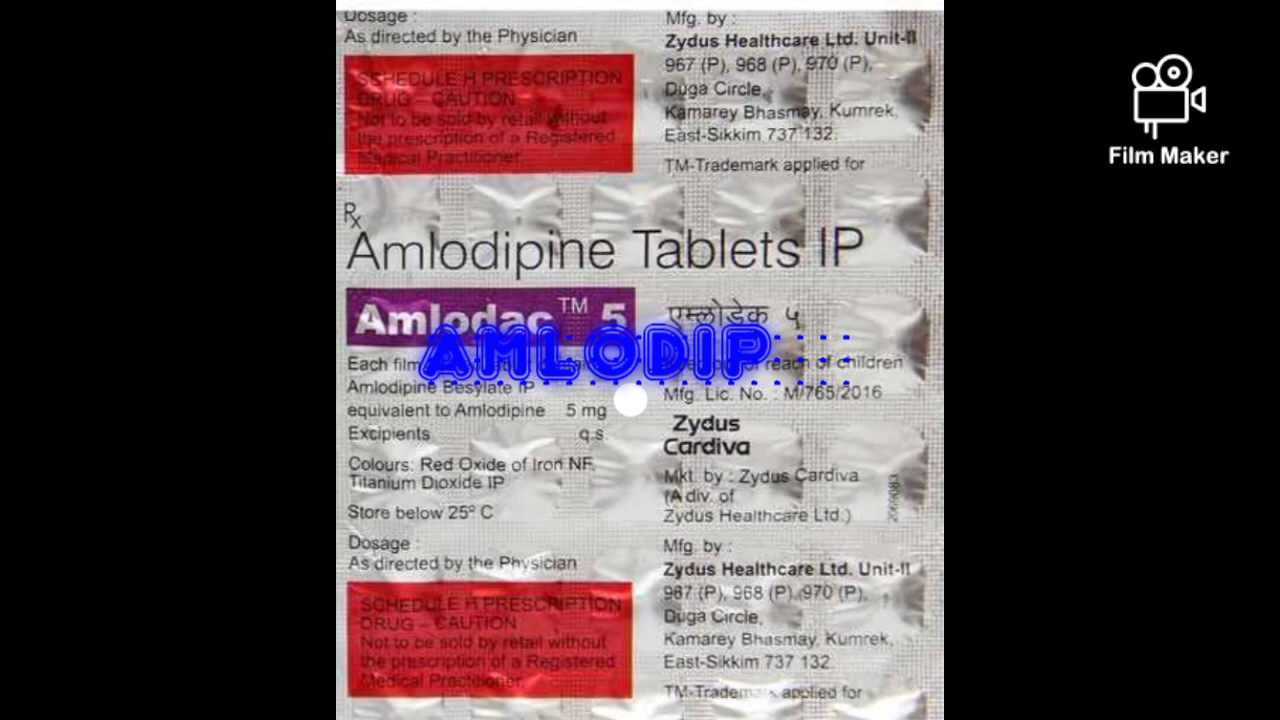 Dosage :
As directed by the Physician
SCHEDULE H PRESCRIPTION
DRUG – CAUTION
Not to be sold by retail without
the prescription of a Registered
Medical Practitioner.
Mfg. by :
Zydus Healthcare Ltd. Unit-II
967 (P), 968 (P), 970 (P),
Duga Circle,
Kamarey Bhasmay, Kumrek,
East-Sikkim 737 132.
TM-Trademark applied for
Film Maker
Rx
Amlodipine Tablets IP
Amlodac TM 5
एम्लोडेक ५
AMLODIP
Each film
out of reach of children
Amlodipine Besylate IP
equivalent to Amlodipine 5 mg
Excipients q.s.
Colours: Red Oxide of Iron NF,
Titanium Dioxide IP
Store below 25° C
Mfg. Lic. No. : M/765/2016
Zydus
Cardiva
Mkt. by : Zydus Cardiva
(A div. of
Zydus Healthcare Ltd.)
Dosage :
As directed by the Physician
SCHEDULE H PRESCRIPTION
DRUG – CAUTION
Not to be sold by retail without
the prescription of a Registered
Medical Practitioner.
Mfg. by :
Zydus Healthcare Ltd. Unit-II
967 (P), 968 (P), 970 (P),
Duga Circle,
Kamarey Bhasmay, Kumrek,
East-Sikkim 737 132
TM-Trademark applied for